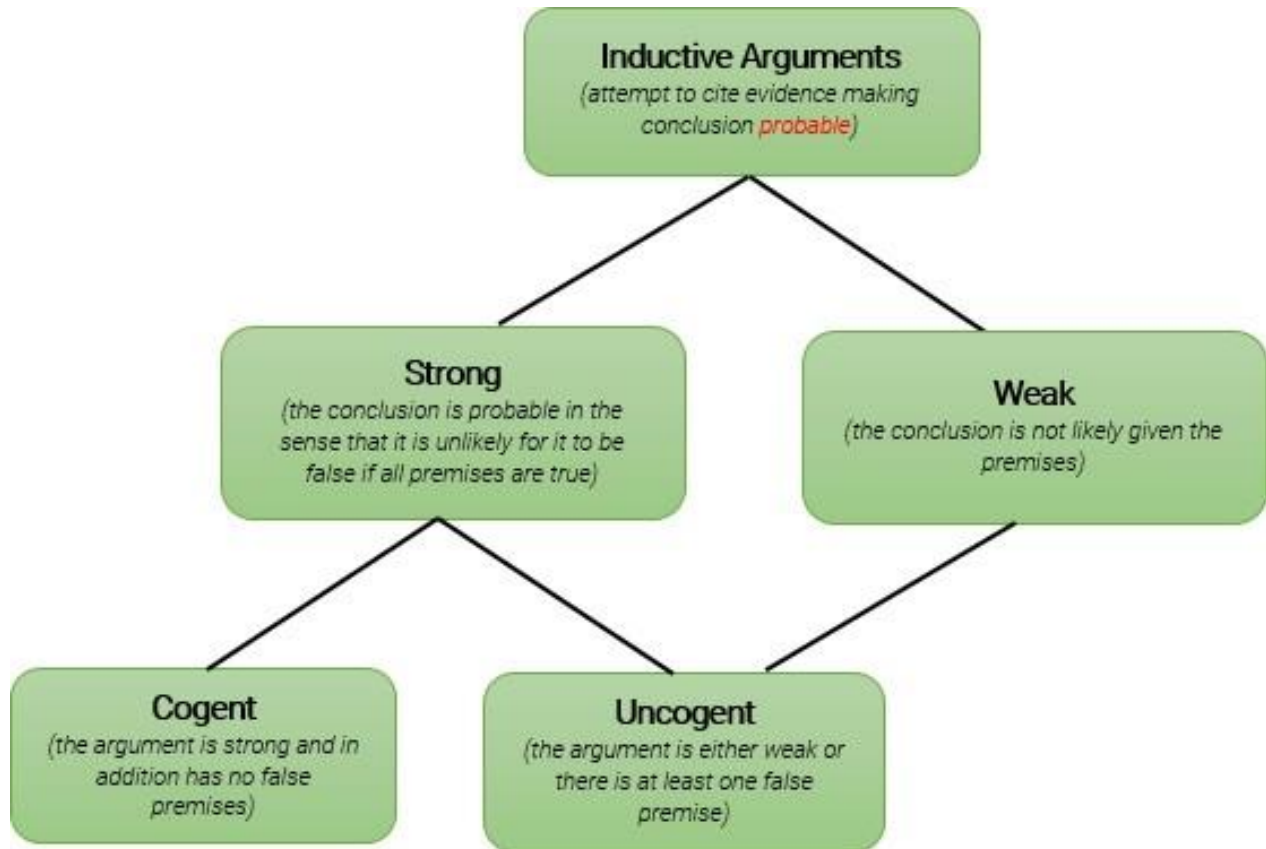 Inductive Arguments
(attempt to cite evidence making
conclusion probable)
Strong
(the conclusion is probable in the
sense that it is unlikely for it to be
false if all premises are true)
Weak
(the conclusion is not likely given the
premises)
Cogent
(the argument is strong and in
addition has no false
premises)
Uncogent
(the argument is either weak or
there is at least one false
premise)